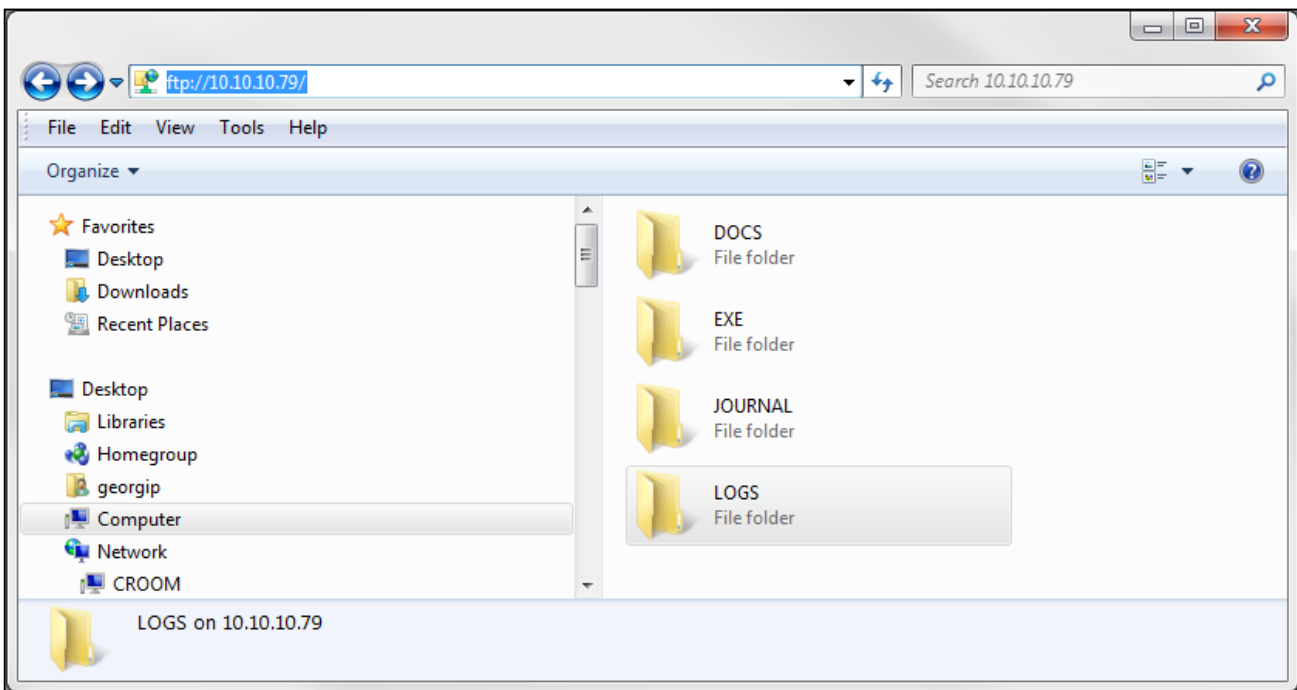 ftp://10.10.10.79/
Search 10.10.10.79
File Edit View Tools Help
Organize
Favorites
Desktop
Downloads
Recent Places
Desktop
Libraries
Homegroup
georgip
Computer
Network
CROOM
DOCS
File folder
EXE
File folder
JOURNAL
File folder
LOGS
File folder
LOGS on 10.10.10.79